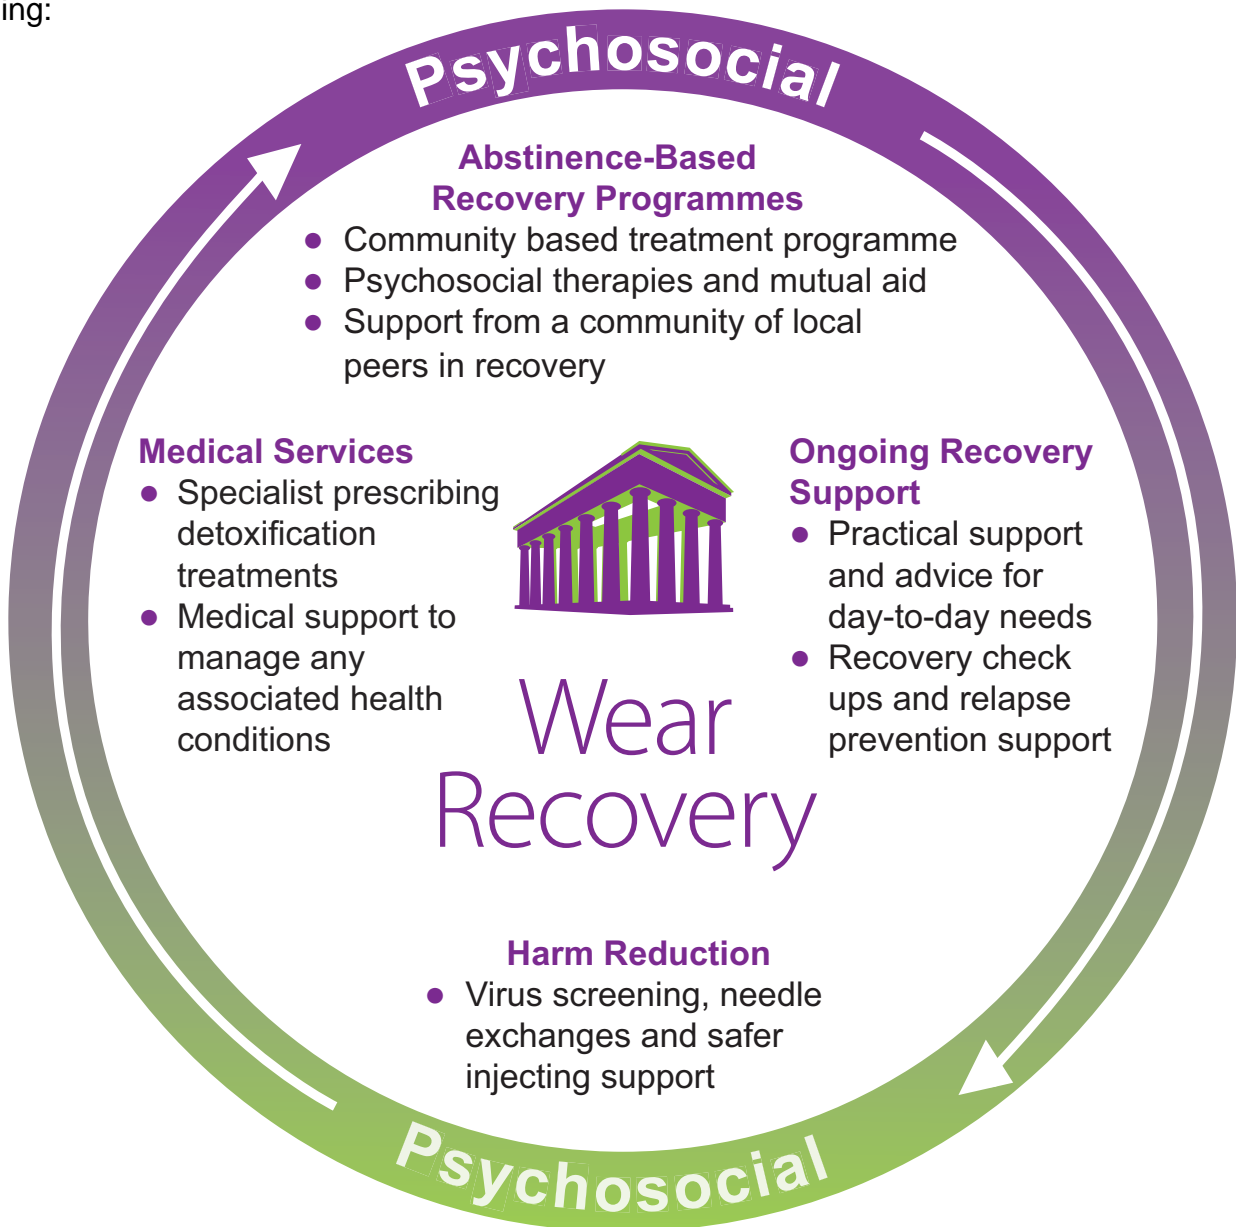 ing:
Psychosocial
Abstinence-Based
Recovery Programmes
● Community based treatment programme
● Psychosocial therapies and mutual aid
● Support from a community of local
peers in recovery
Medical Services
● Specialist prescribing
detoxification
treatments
● Medical support to
manage any
associated health
conditions
Ongoing Recovery
Support
● Practical support
and advice for
day-to-day needs
● Recovery check
ups and relapse
prevention support
Wear
Recovery
Harm Reduction
● Virus screening, needle
exchanges and safer
injecting support
Psychosocial